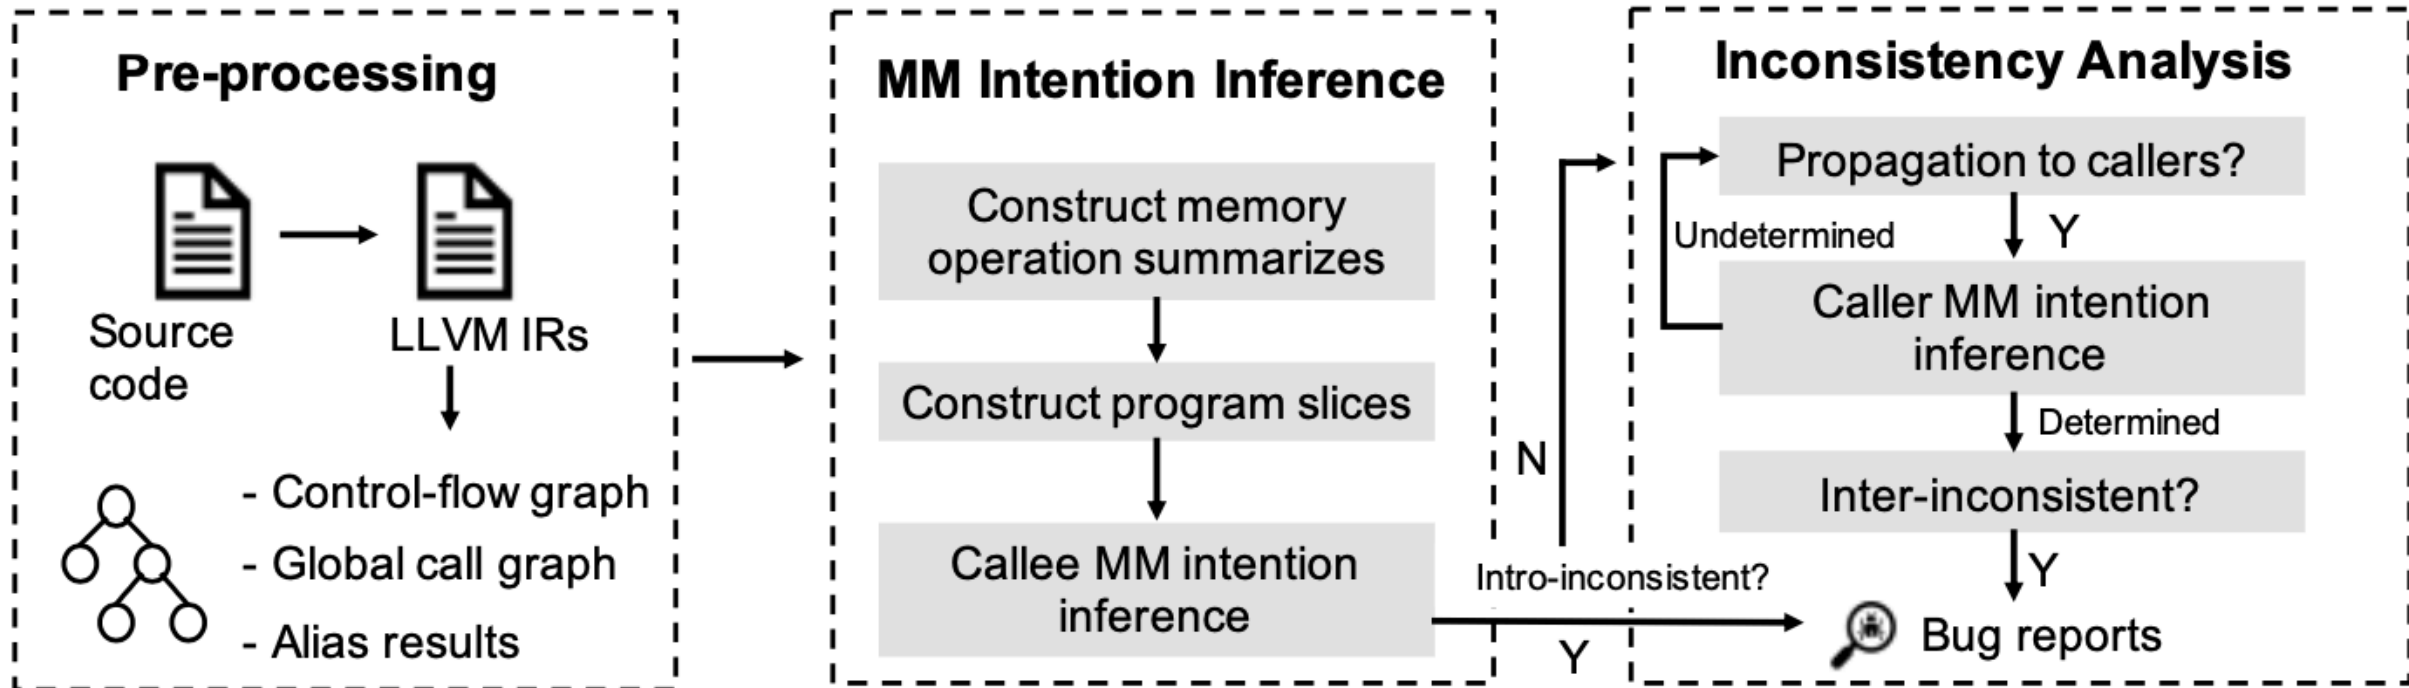 Pre-processing
Source
code
LLVM IRs
- Control-flow graph
- Global call graph
- Alias results
MM Intention Inference
Construct memory
operation summarizes
Construct program slices
Callee MM intention
inference
Intro-inconsistent?
N
Y
Inconsistency Analysis
Propagation to callers?
Y
Undetermined
Caller MM intention
inference
Determined
Inter-inconsistent?
Y
Bug reports